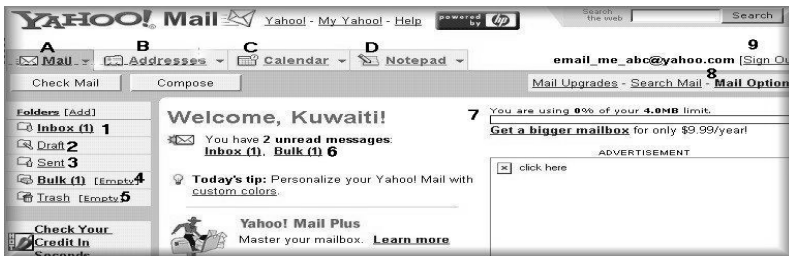 YAHOO! Mail Yahoo! - My Yahoo! - Help powered by hp Search the web Search
A B C D 9
Mail Addresses Calendar Notepad email_me_abc@yahoo.com [Sign Ou
8
Check Mail Compose Mail Upgrades - Search Mail - Mail Option
Folders [Add]
Inbox (1) 1
Draft 2
Sent 3
Bulk (1) [Empty] 4
Trash [Empty] 5
Check Your
Credit In
Seconds
Welcome, Kuwaiti!
You have 2 unread messages:
Inbox (1), Bulk (1) 6
Today's tip: Personalize your Yahoo! Mail with
custom colors.
Yahoo! Mail Plus
Master your mailbox. Learn more
7 You are using 0% of your 4.0MB limit.
Get a bigger mailbox for only $9.99/year!
ADVERTISEMENT
click here